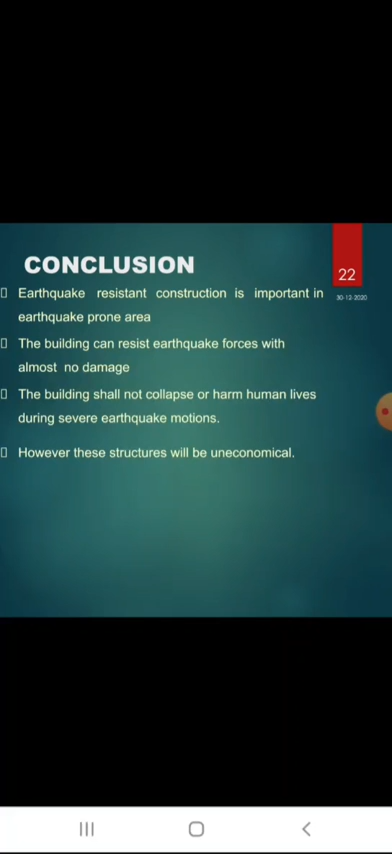 CONCLUSION
22
30-12-2020
Earthquake resistant construction is important in
earthquake prone area
The building can resist earthquake forces with
almost no damage
The building shall not collapse or harm human lives
during severe earthquake motions.
However these structures will be uneconomical.